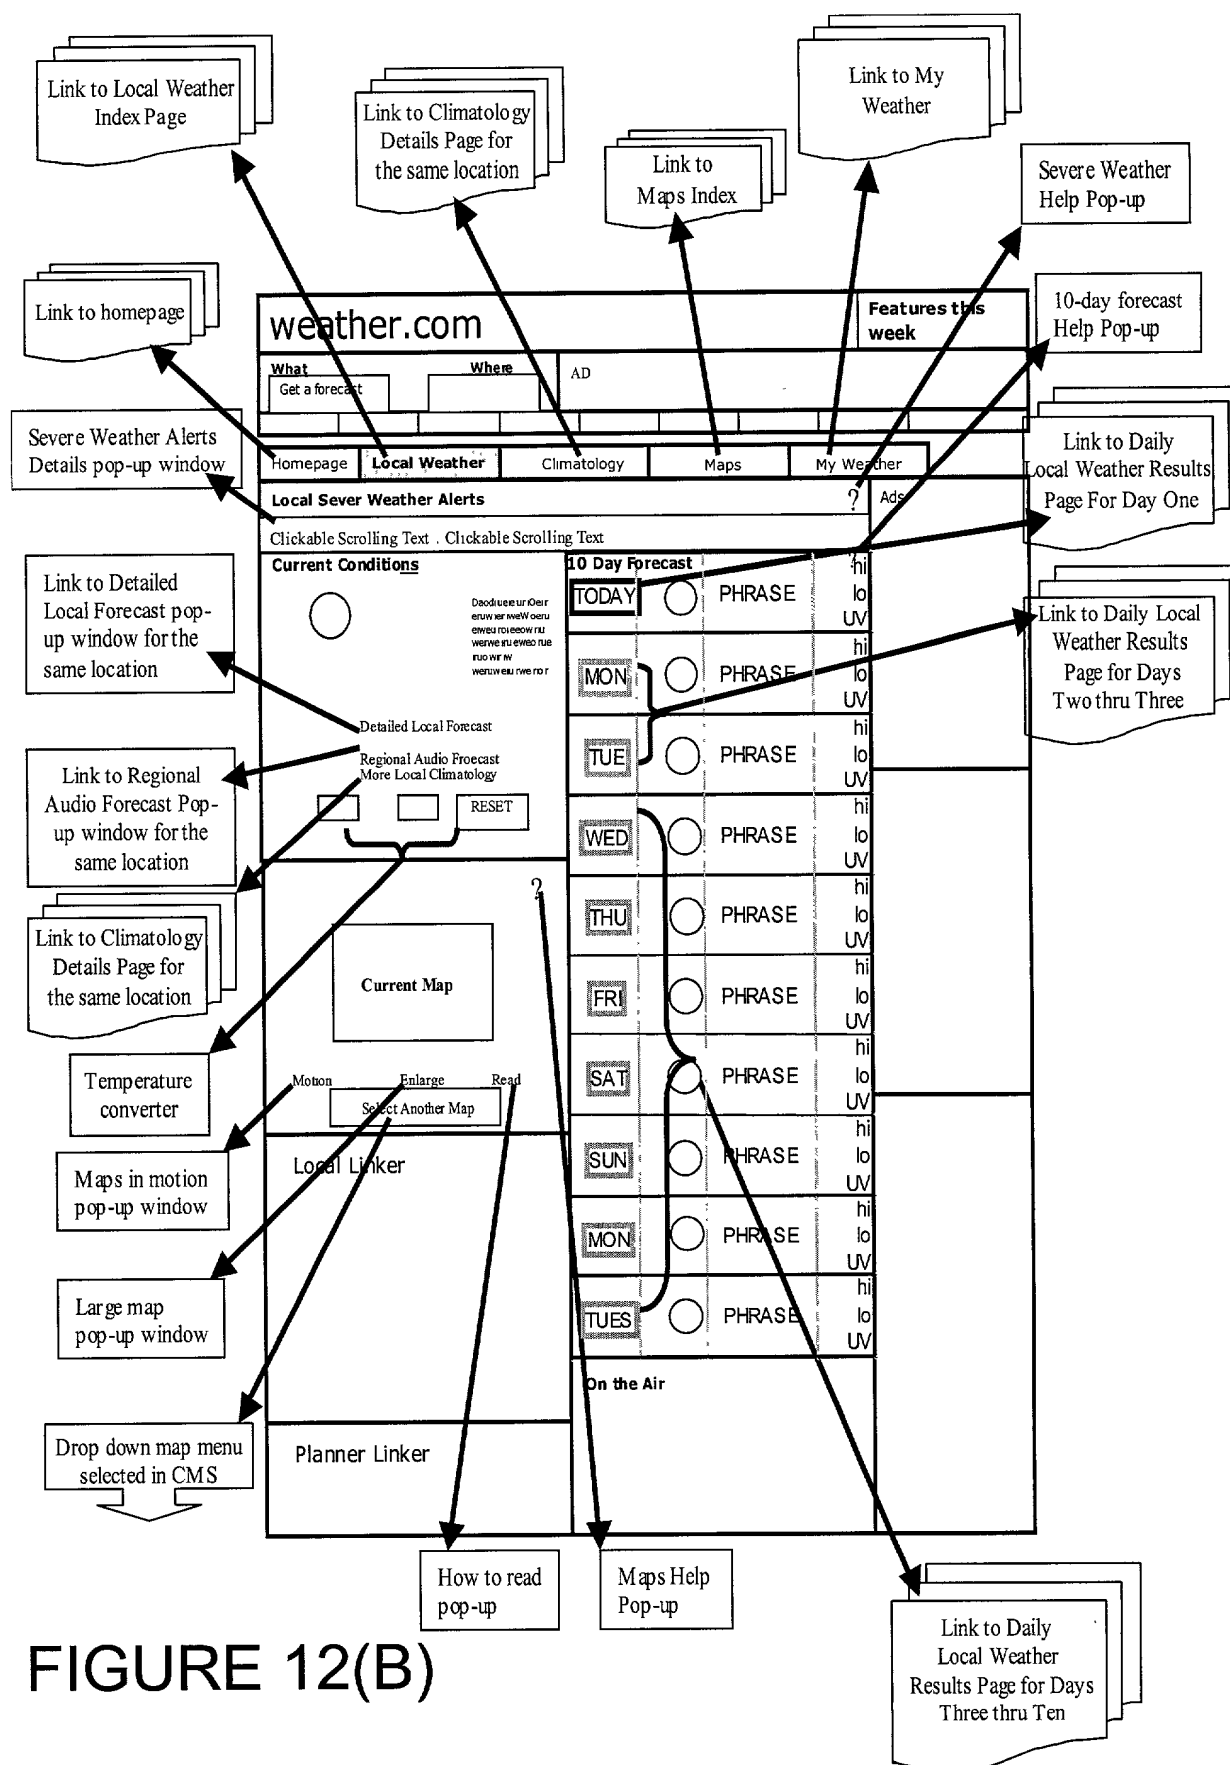 Link to Local Weather
Index Page
Link to Climatology
Details Page for
the same location
Link to
Maps Index
Link to My
Weather
Severe Weather
Help Pop-up
Link to homepage
10-day forecast
Help Pop-up
weather.com
Features this
week
What
Where
Get a forecast
AD
Severe Weather Alerts
Details pop-up window
Homepage
Local Weather
Climatology
Maps
My Weather
Link to Daily
Local Weather Results
Page For Day One
Local Sever Weather Alerts
?
Ads
Clickable Scrolling Text . Clickable Scrolling Text
Current Conditions
10 Day Forecast
?
Link to Detailed
Local Forecast pop-
up window for the
same location
TODAY
PHRASE
hi
lo
UV
Link to Daily Local
Weather Results
Page for Days
Two thru Three
MON
PHRASE
hi
lo
UV
Detailed Local Forecast
Regional Audio Froecast
More Local Climatology
RESET
TUE
PHRASE
hi
lo
UV
Link to Regional
Audio Forecast Pop-
up window for the
same location
WED
PHRASE
hi
lo
UV
?
THU
PHRASE
hi
lo
UV
Link to Climatology
Details Page for
the same location
Current Map
FRI
PHRASE
hi
lo
UV
Temperature
converter
Motion
Enlarge
Read
Select Another Map
SAT
PHRASE
hi
lo
UV
Maps in motion
pop-up window
Local Linker
SUN
PHRASE
hi
lo
UV
MON
PHRASE
hi
lo
UV
Large map
pop-up window
TUES
PHRASE
hi
lo
UV
On the Air
Drop down map menu
selected in CMS
Planner Linker
How to read
pop-up
Maps Help
Pop-up
Link to Daily
Local Weather
Results Page for Days
Three thru Ten
FIGURE 12(B)